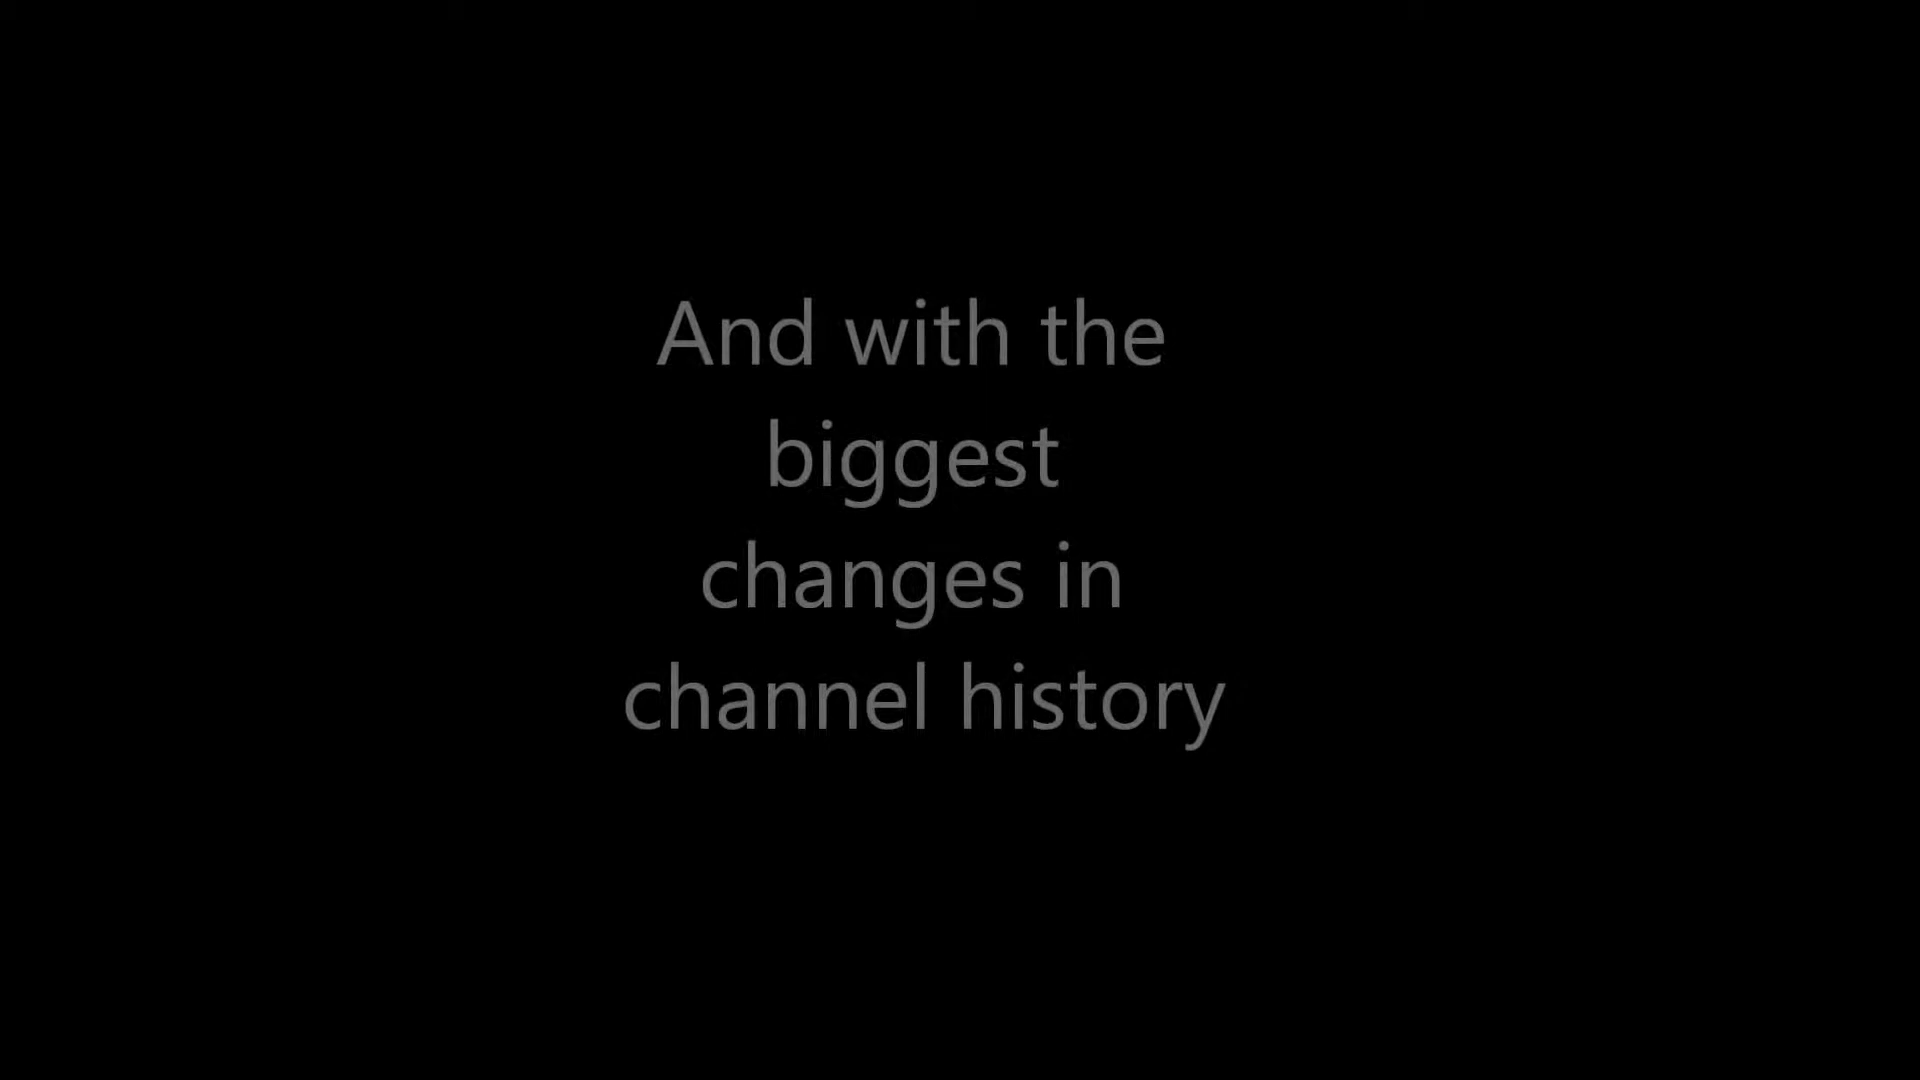 And with the
biggest
changes in
channel history